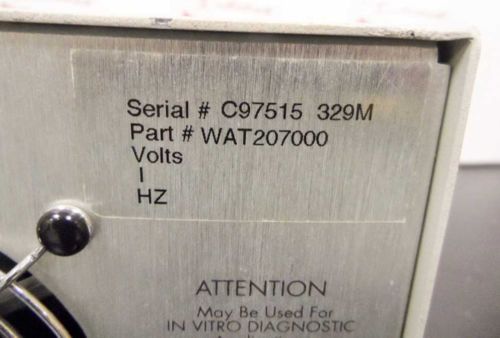 Serial # C97515 329M
Part # WAT207000
Volts
I
HZ
ATTENTION
May Be Used For
IN VITRO DIAGNOSTIC